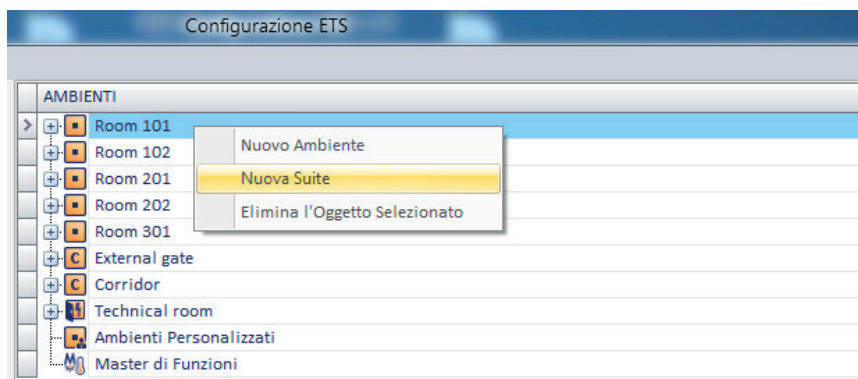 Configurazione ETS
AMBIENTI
Room 101
Nuovo Ambiente
Room 102
Nuova Suite
Room 201
Room 202
Elimina l'Oggetto Selezionato
Room 301
C External gate
C Corridor
Technical room
Ambienti Personalizzati
Master di Funzioni